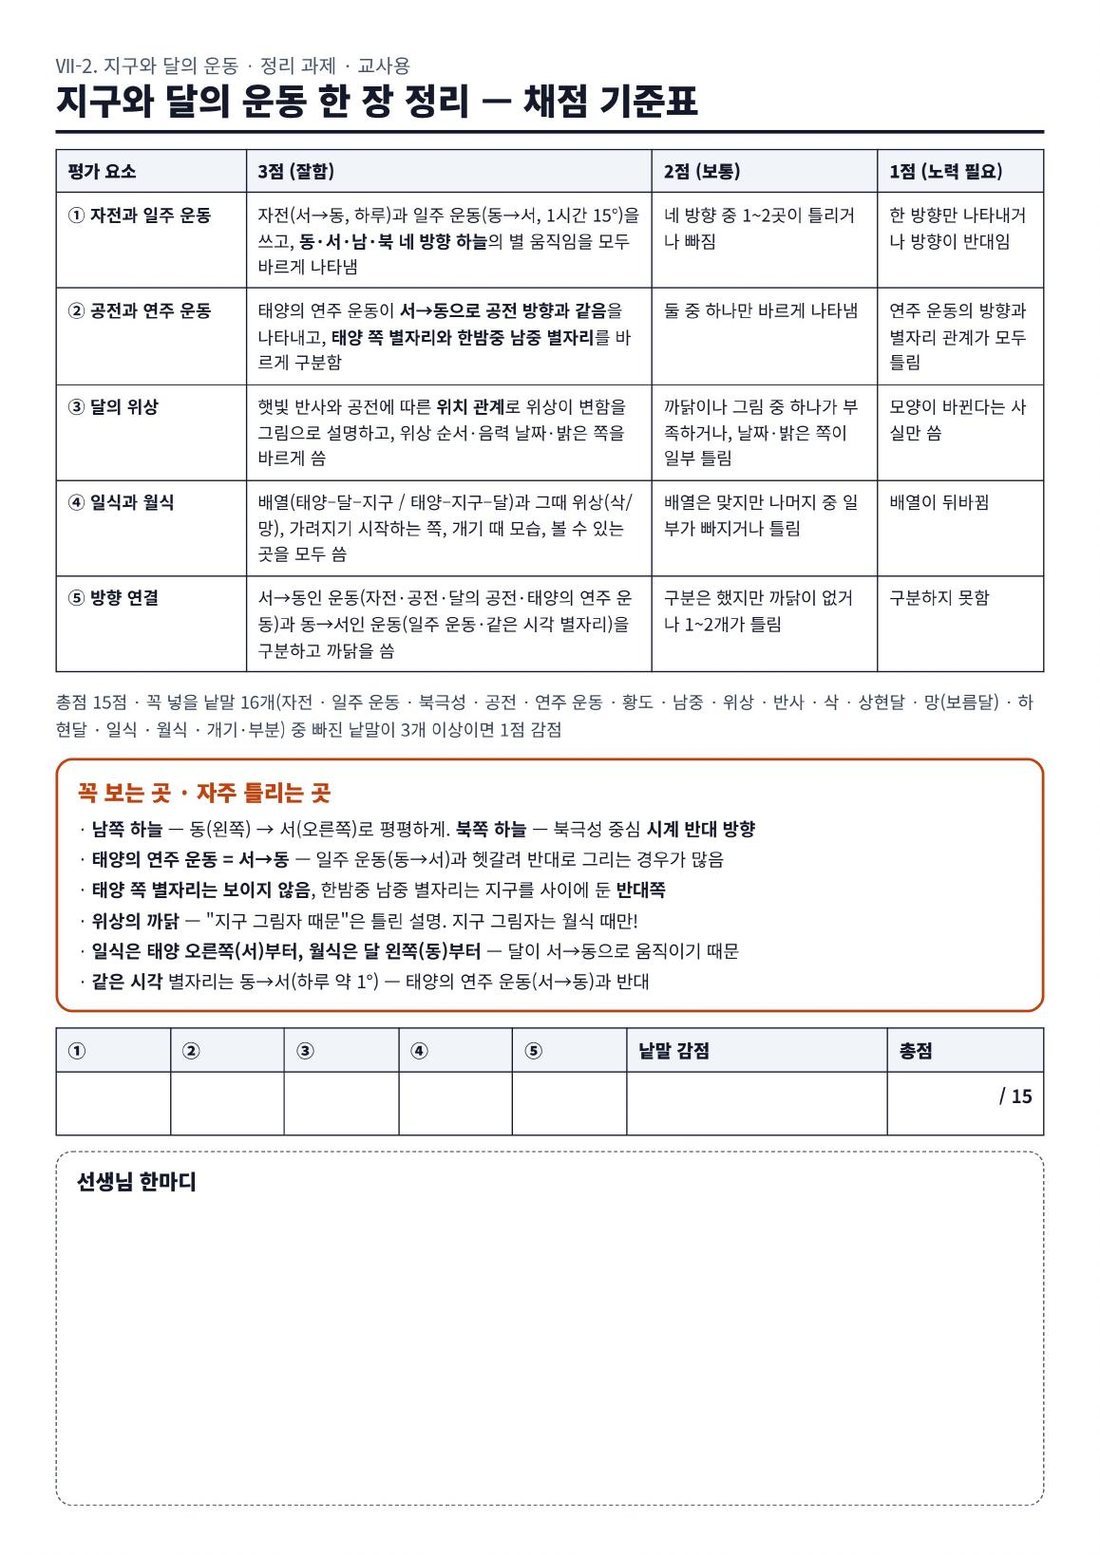 Ⅶ-2. 지구와 달의 운동 · 정리 과제 · 교사용
지구와 달의 운동 한 장 정리 — 채점 기준표
평가 요소
3점 (잘함)
2점 (보통)
1점 (노력 필요)
① 자전과 일주 운동
자전(서→동, 하루)과 일주 운동(동→서, 1시간 15°)을
쓰고, 동·서·남·북 네 방향 하늘의 별 움직임을 모두
바르게 나타냄
네 방향 중 1~2곳이 틀리거
나 빠짐
한 방향만 나타내거
나 방향이 반대임
② 공전과 연주 운동
태양의 연주 운동이 서→동으로 공전 방향과 같음을
나타내고, 태양 쪽 별자리와 한밤중 남중 별자리를 바
르게 구분함
둘 중 하나만 바르게 나타냄
연주 운동의 방향과
별자리 관계가 모두
틀림
③ 달의 위상
햇빛 반사와 공전에 따른 위치 관계로 위상이 변함을
그림으로 설명하고, 위상 순서·음력 날짜·밝은 쪽을
바르게 씀
까닭이나 그림 중 하나가 부
족하거나, 날짜·밝은 쪽이
일부 틀림
모양이 바뀐다는 사
실만 씀
④ 일식과 월식
배열(태양–달–지구 / 태양–지구–달)과 그때 위상(삭/
망), 가려지기 시작하는 쪽, 개기 때 모습, 볼 수 있는
곳을 모두 씀
배열은 맞지만 나머지 중 일
부가 빠지거나 틀림
배열이 뒤바뀜
⑤ 방향 연결
서→동인 운동(자전·공전·달의 공전·태양의 연주 운
동)과 동→서인 운동(일주 운동·같은 시각 별자리)을
구분하고 까닭을 씀
구분은 했지만 까닭이 없거
나 1~2개가 틀림
구분하지 못함
총점 15점 · 꼭 넣을 낱말 16개(자전 · 일주 운동 · 북극성 · 공전 · 연주 운동 · 황도 · 남중 · 위상 · 반사 · 삭 · 상현달 · 망(보름달) · 하
현달 · 일식 · 월식 · 개기·부분) 중 빠진 낱말이 3개 이상이면 1점 감점
꼭 보는 곳 · 자주 틀리는 곳
· 남쪽 하늘 — 동(왼쪽) → 서(오른쪽)로 평평하게. 북쪽 하늘 — 북극성 중심 시계 반대 방향
· 태양의 연주 운동 = 서→동 — 일주 운동(동→서)과 헷갈려 반대로 그리는 경우가 많음
· 태양 쪽 별자리는 보이지 않음, 한밤중 남중 별자리는 지구를 사이에 둔 반대쪽
· 위상의 까닭 — "지구 그림자 때문"은 틀린 설명. 지구 그림자는 월식 때만!
· 일식은 태양 오른쪽(서)부터, 월식은 달 왼쪽(동)부터 — 달이 서→동으로 움직이기 때문
· 같은 시각 별자리는 동→서(하루 약 1°) — 태양의 연주 운동(서→동)과 반대
①
②
③
④
⑤
낱말 감점
총점
/ 15
선생님 한마디